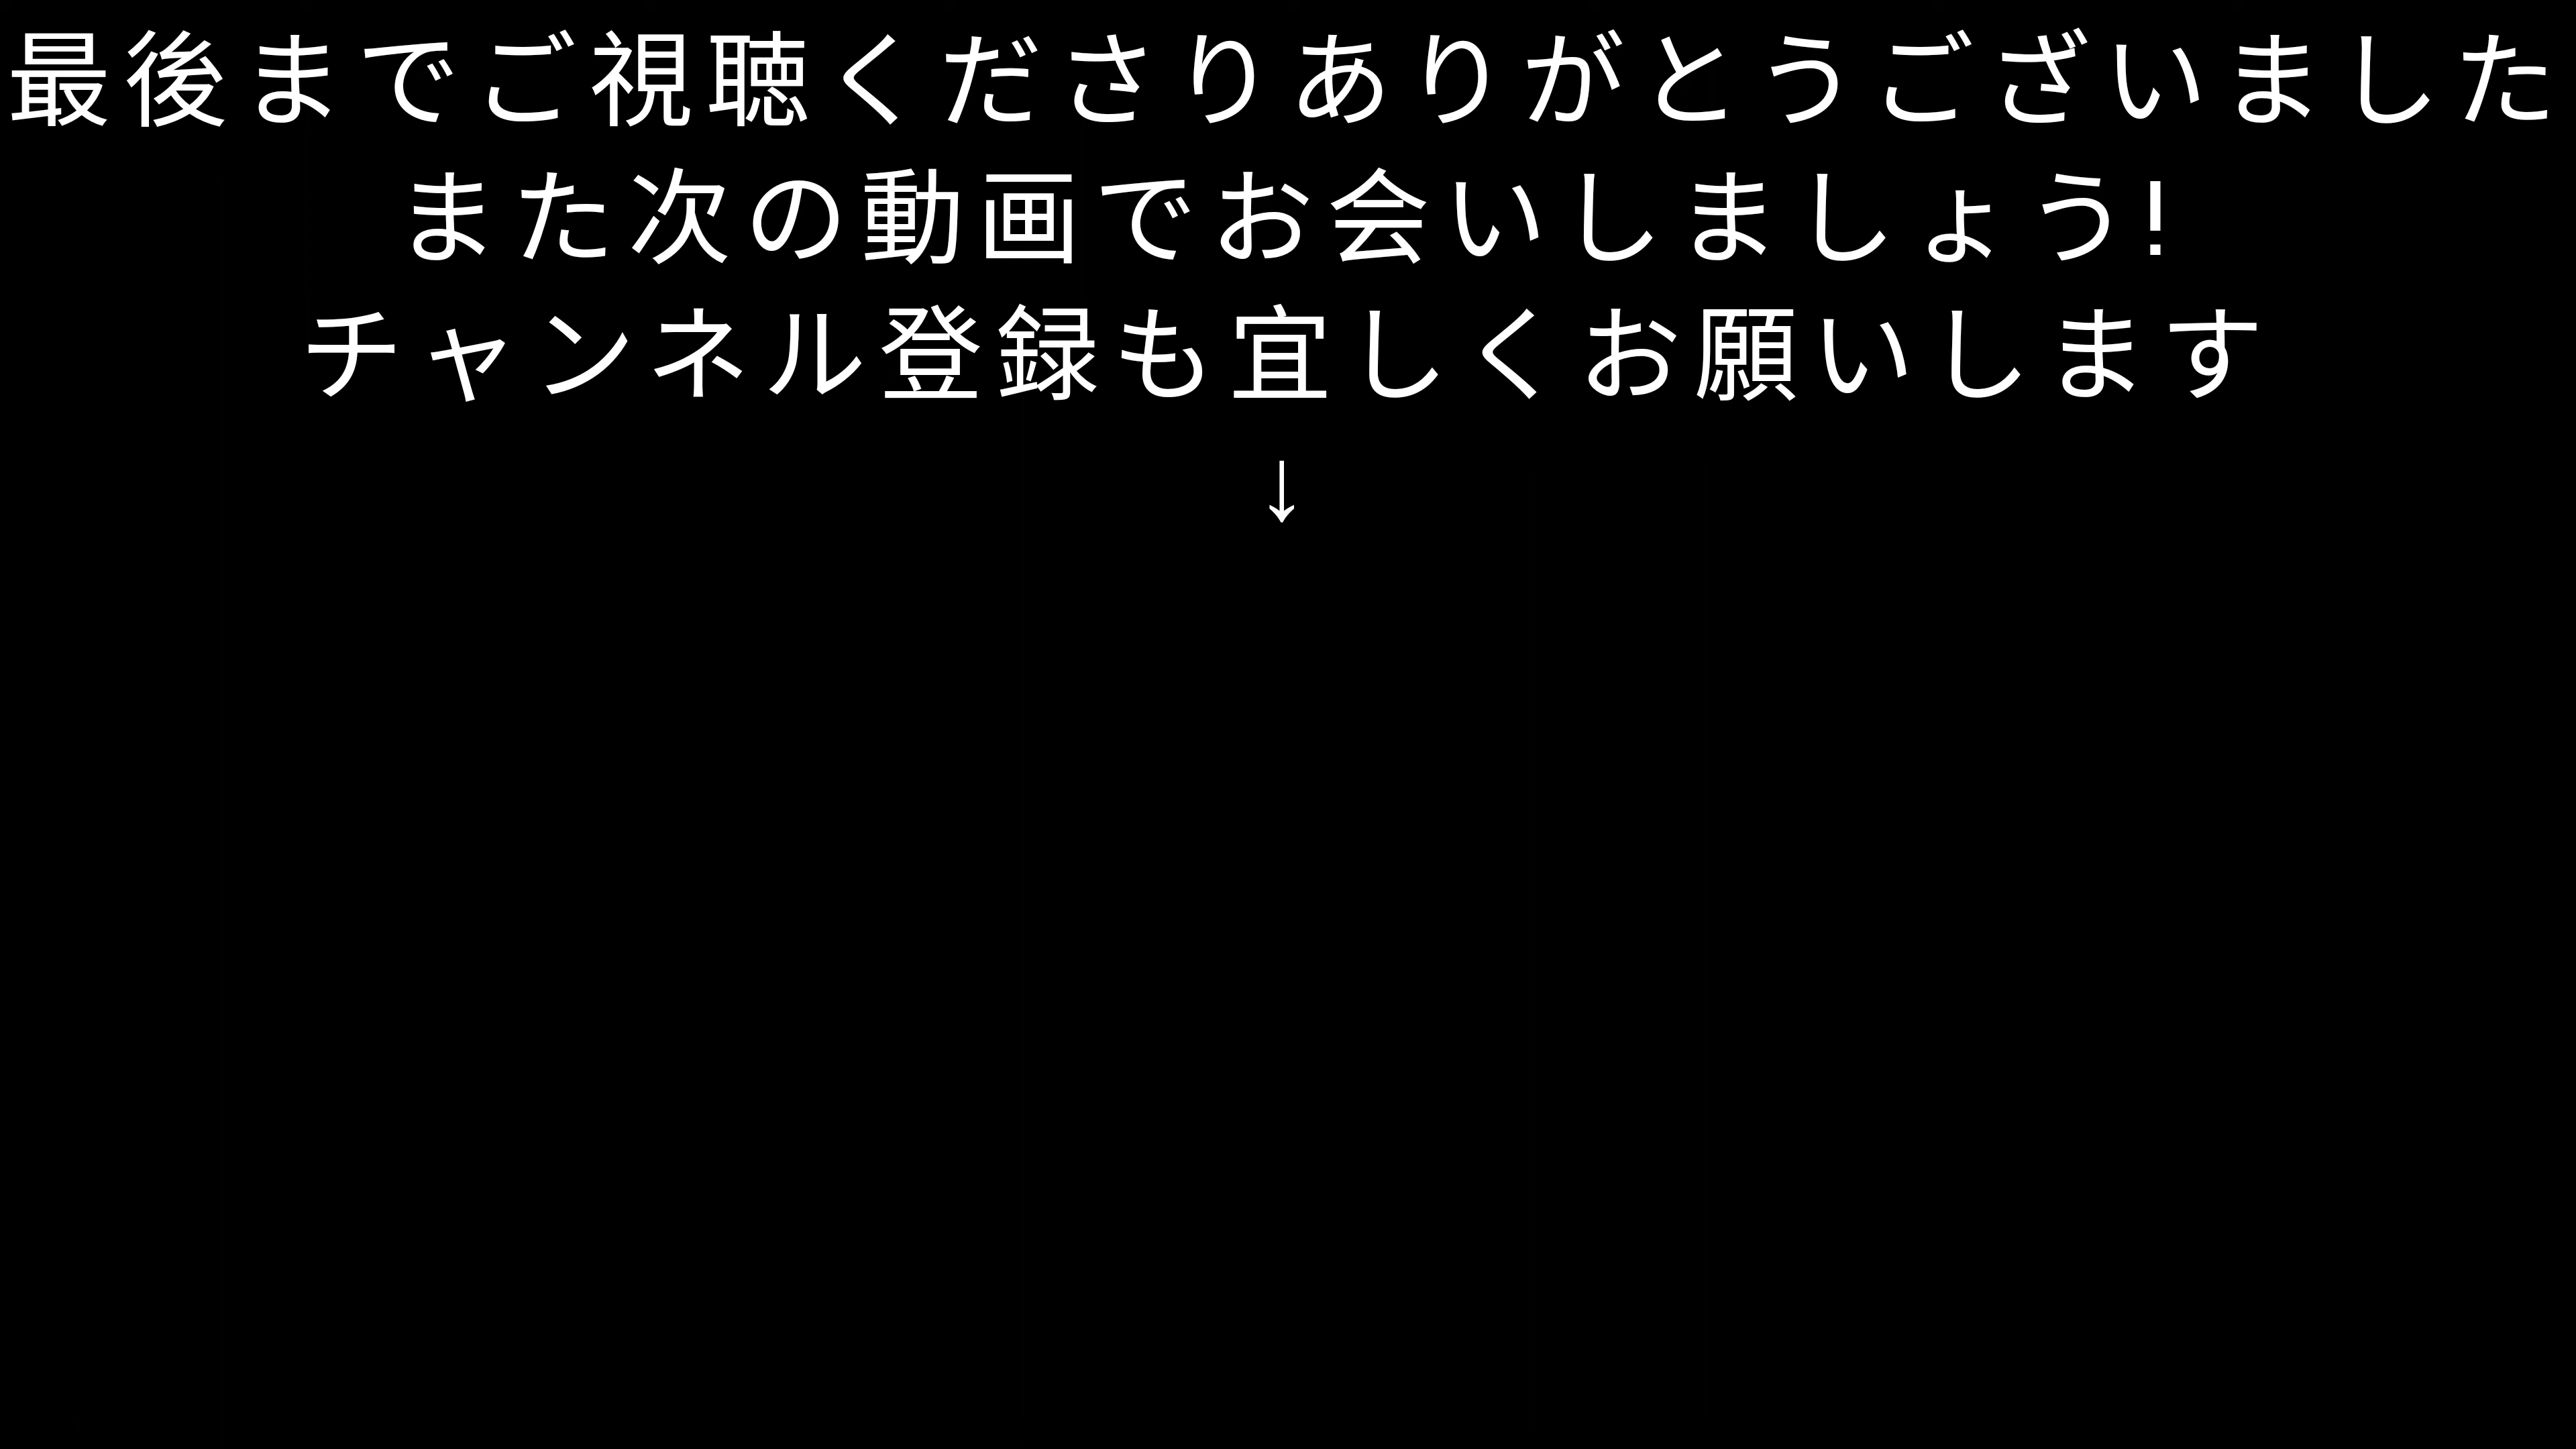 最後までご視聴くださりありがとうございました
また次の動画でお会いしましょう!
チャンネル登録も宜しくお願いします
↓